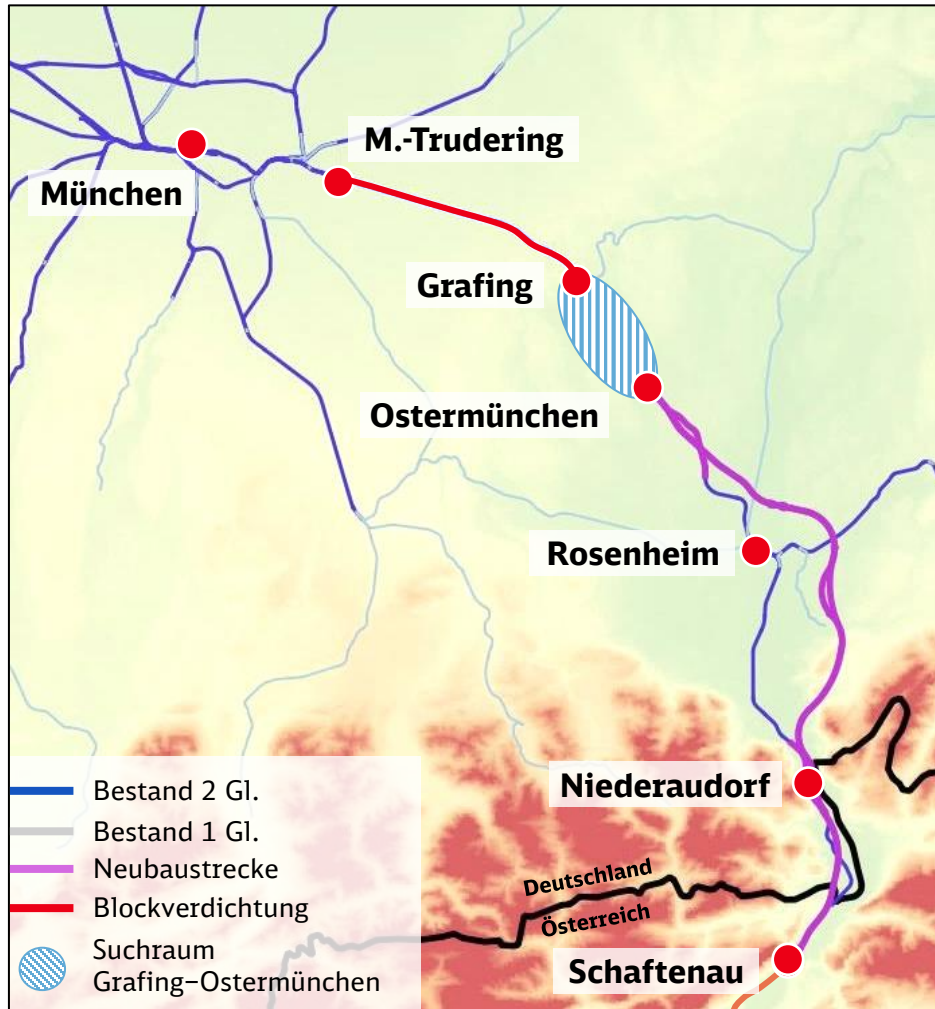 M.-Trudering
München
Grafing
Ostermünchen
Rosenheim
Niederaudorf
Deutschland
Österreich
Schaftenau
Bestand 2 Gl.
Bestand 1 Gl.
Neubaustrecke
Blockverdichtung
Suchraum
Grafing–Ostermünchen